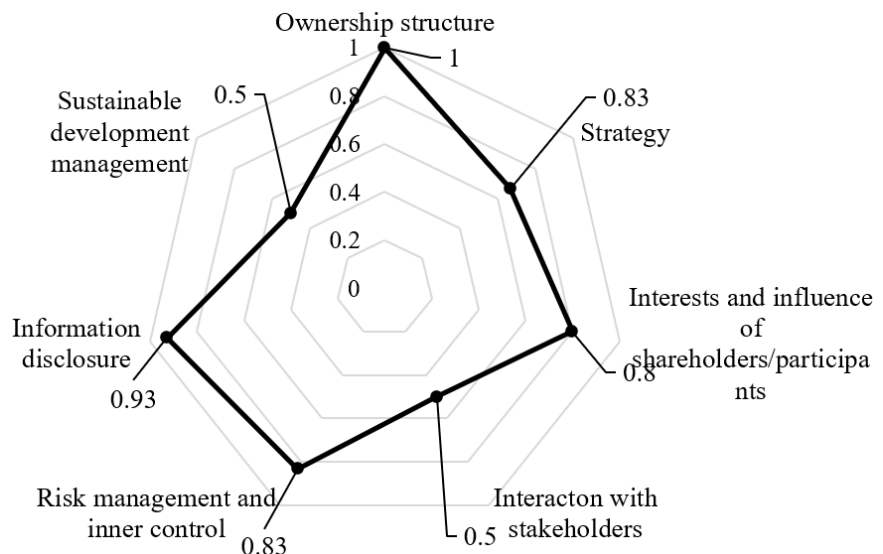 Ownership structure
1
1
0.8
0.6
0.4
0.2
0
0.83
Strategy
Interests and influence
of
shareholders/participa
nts
0.8
Interacton with
stakeholders
0.5
Risk management and
inner control
0.83
Information
disclosure
0.93
Sustainable
development
management
0.5